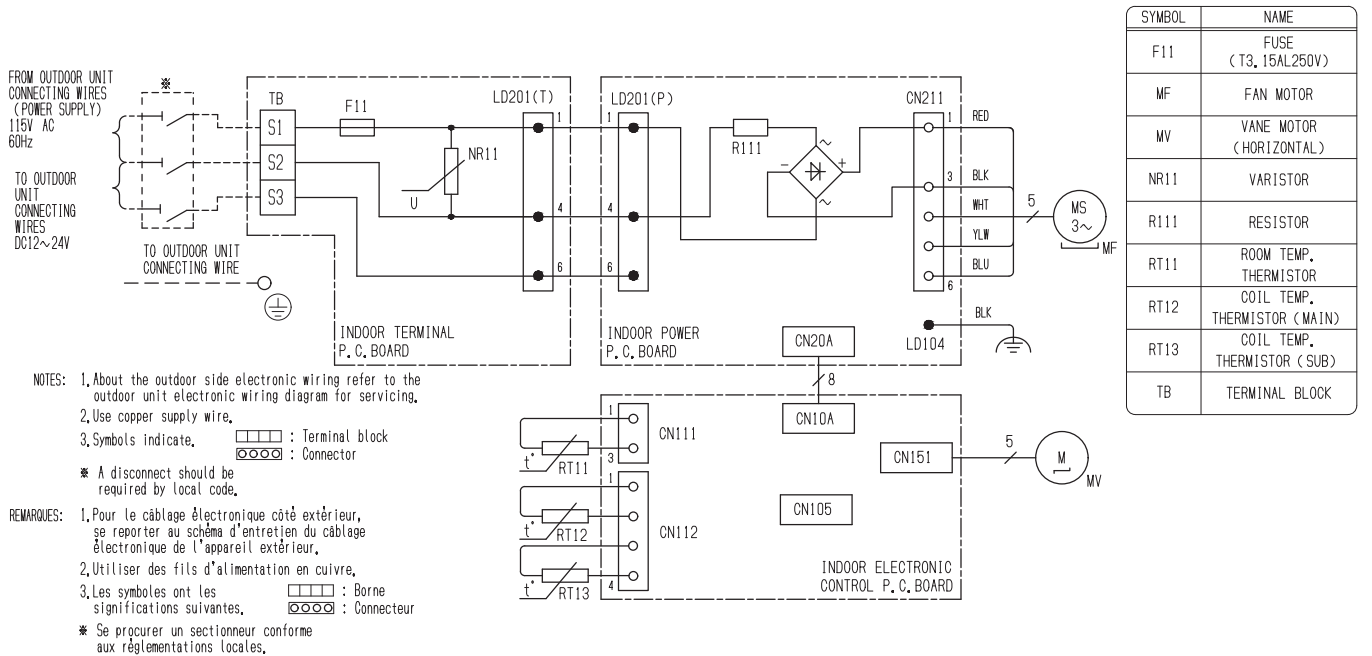 FROM OUTDOOR UNIT
CONNECTING WIRES
(POWER SUPPLY)
115V AC
60Hz
TO OUTDOOR
UNIT
CONNECTING
WIRES
DC12~24V
※
TO OUTDOOR UNIT
CONNECTING WIRE
TB
S1
S2
S3
F11
NR11
U
LD201(T)
1
4
6
INDOOR TERMINAL
P.C.BOARD
LD201(P)
1
4
6
R111
~
- +
~
CN211
1
3
6
RED
BLK
WHT
YLW
BLU
5
MS
3~
MF
LD104
BLK
INDOOR POWER
P.C.BOARD
CN20A
8
CN10A
1
3
CN111
t°
RT11
1
4
CN112
t°
RT12
t°
RT13
CN151
5
M
MV
CN105
INDOOR ELECTRONIC
CONTROL P.C.BOARD
SYMBOL NAME
F11 FUSE
(T3.15AL250V)
MF FAN MOTOR
MV VANE MOTOR
(HORIZONTAL)
NR11 VARISTOR
R111 RESISTOR
RT11 ROOM TEMP.
THERMISTOR
RT12 COIL TEMP.
THERMISTOR (MAIN)
RT13 COIL TEMP.
THERMISTOR (SUB)
TB TERMINAL BLOCK
NOTES: 1.About the outdoor side electronic wiring refer to the
outdoor unit electronic wiring diagram for servicing.
2.Use copper supply wire.
3.Symbols indicate. : Terminal block
: Connector
※ A disconnect should be
required by local code.
REMARQUES: 1.Pour le câblage électronique côté extérieur,
se reporter au schéma d'entretien du câblage
électronique de l'appareil extérieur.
2.Utiliser des fils d'alimentation en cuivre.
3.Les symboles ont les : Borne
significations suivantes. : Connecteur
※ Se procurer un sectionneur conforme
aux réglementations locales.